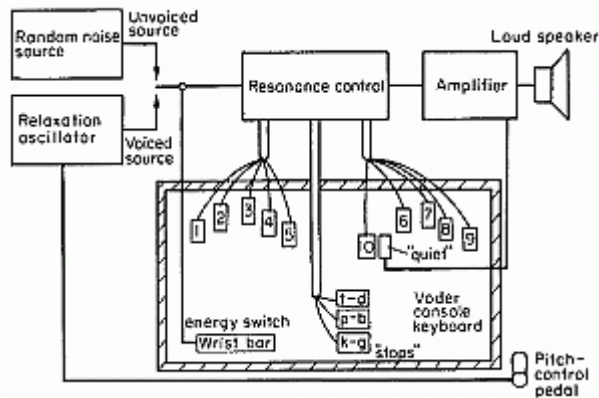 Random noise
source
Unvoiced
source
Relaxation
oscillator
Voiced
source
Resonance control
Amplifier
Loud speaker
1
2
3
4
5
10
"quiet"
6
7
8
9
t-d
p-b
k-g
"stops"
Voder
console
keyboard
energy switch
Wrist bar
Pitch-
control
pedal